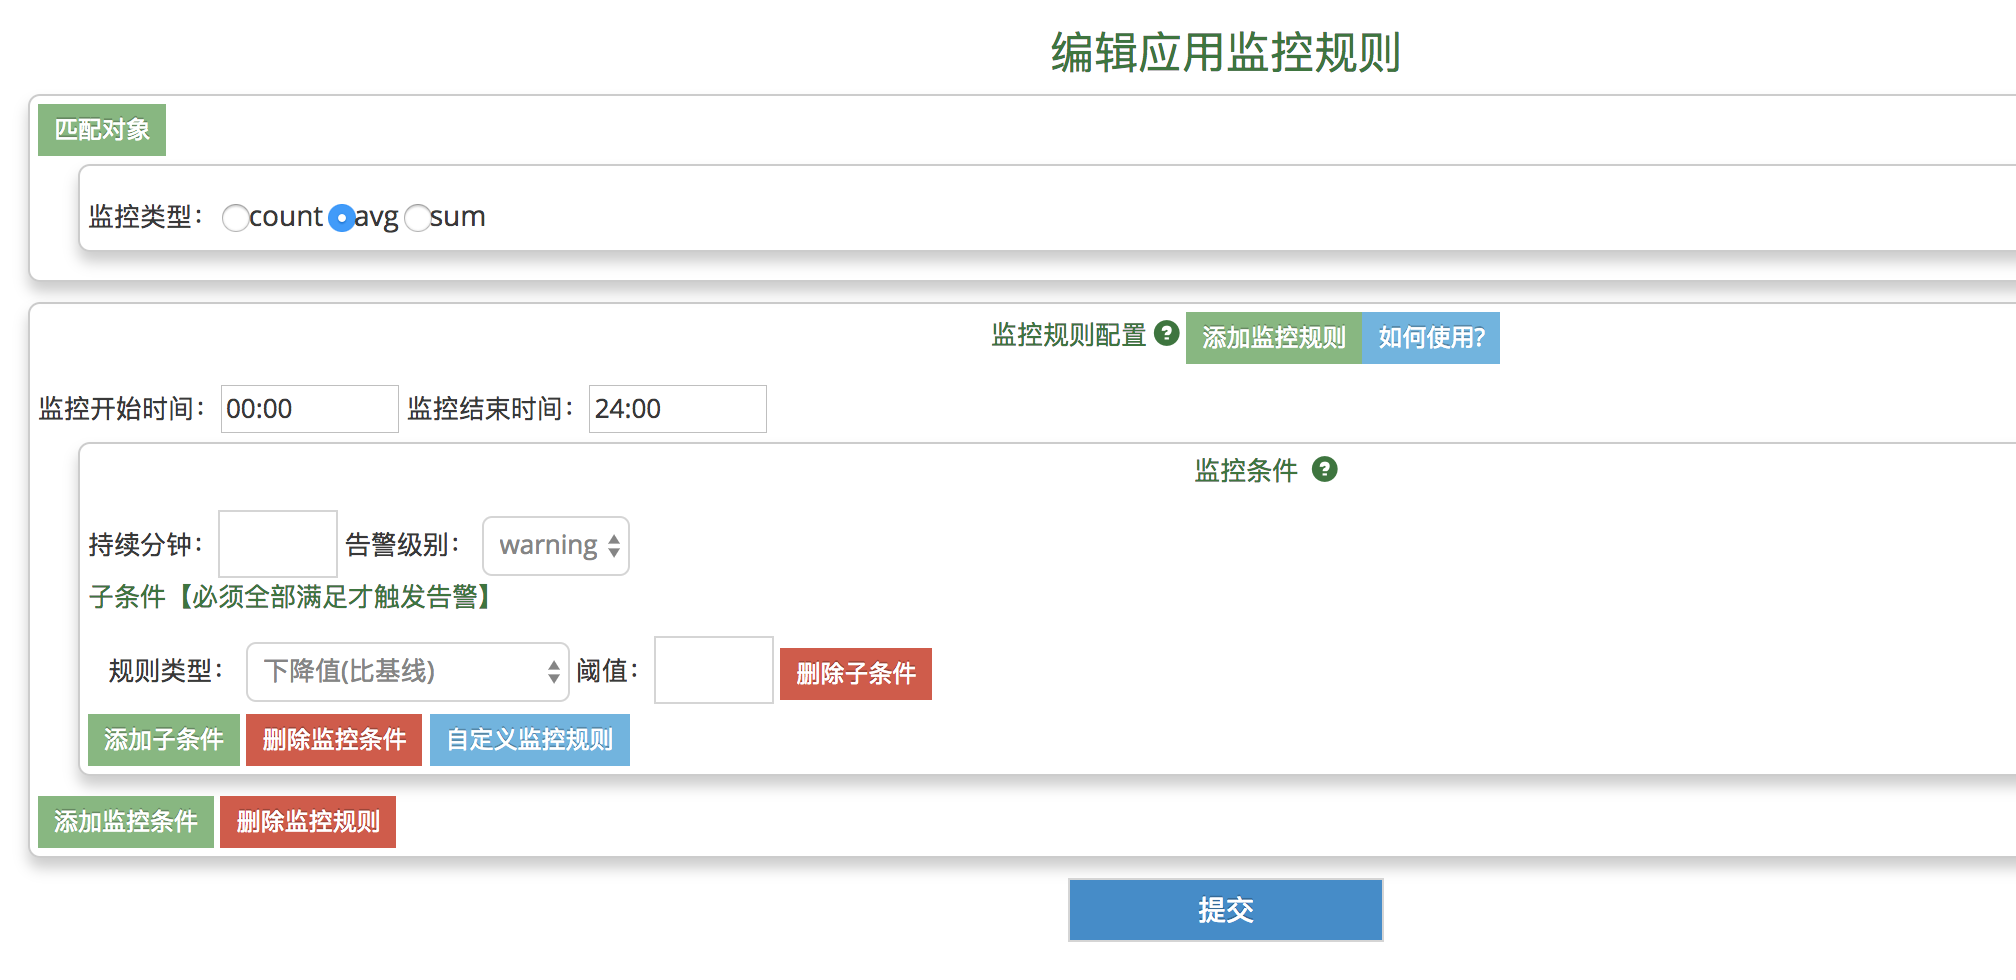 编辑应用监控规则
匹配对象
监控类型： count avg sum
监控规则配置 ? 添加监控规则 如何使用?
监控开始时间： 00:00 监控结束时间： 24:00
监控条件 ?
持续分钟： 告警级别： warning
子条件【必须全部满足才触发告警】
规则类型： 下降值(比基线) 阈值： 删除子条件
添加子条件 删除监控条件 自定义监控规则
添加监控条件 删除监控规则
提交